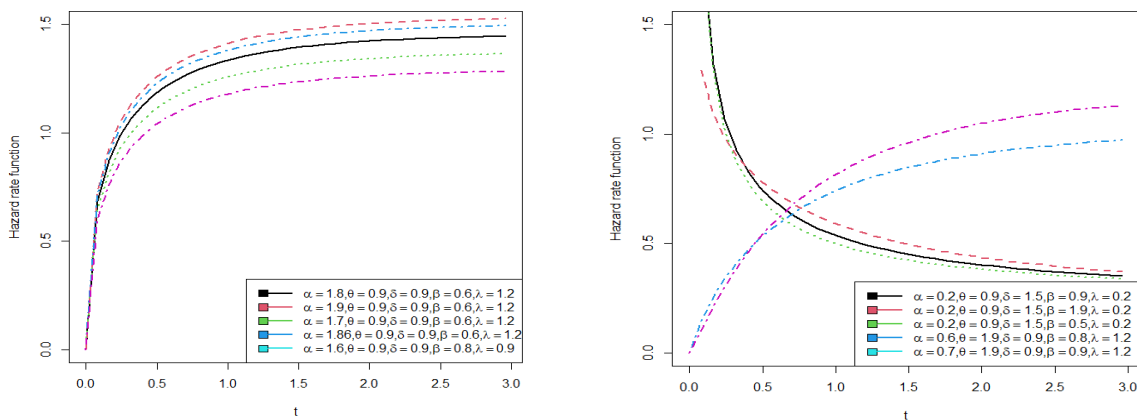 Hazard rate function
1.5
1.0
0.5
0.0
α = 1.8,θ = 0.9,δ = 0.9,β = 0.6,λ = 1.2
α = 1.9,θ = 0.9,δ = 0.9,β = 0.6,λ = 1.2
α = 1.7,θ = 0.9,δ = 0.9,β = 0.6,λ = 1.2
α = 1.86,θ = 0.9,δ = 0.9,β = 0.6,λ = 1.2
α = 1.6,θ = 0.9,δ = 0.9,β = 0.8,λ = 0.9
0.0 0.5 1.0 1.5 2.0 2.5 3.0
t
Hazard rate function
1.5
1.0
0.5
0.0
α = 0.2,θ = 0.9,δ = 1.5,β = 0.9,λ = 0.2
α = 0.2,θ = 0.9,δ = 1.5,β = 1.9,λ = 0.2
α = 0.2,θ = 0.9,δ = 1.5,β = 0.5,λ = 0.2
α = 0.6,θ = 1.9,δ = 0.9,β = 0.8,λ = 1.2
α = 0.7,θ = 1.9,δ = 0.9,β = 0.9,λ = 1.2
0.0 0.5 1.0 1.5 2.0 2.5 3.0
t